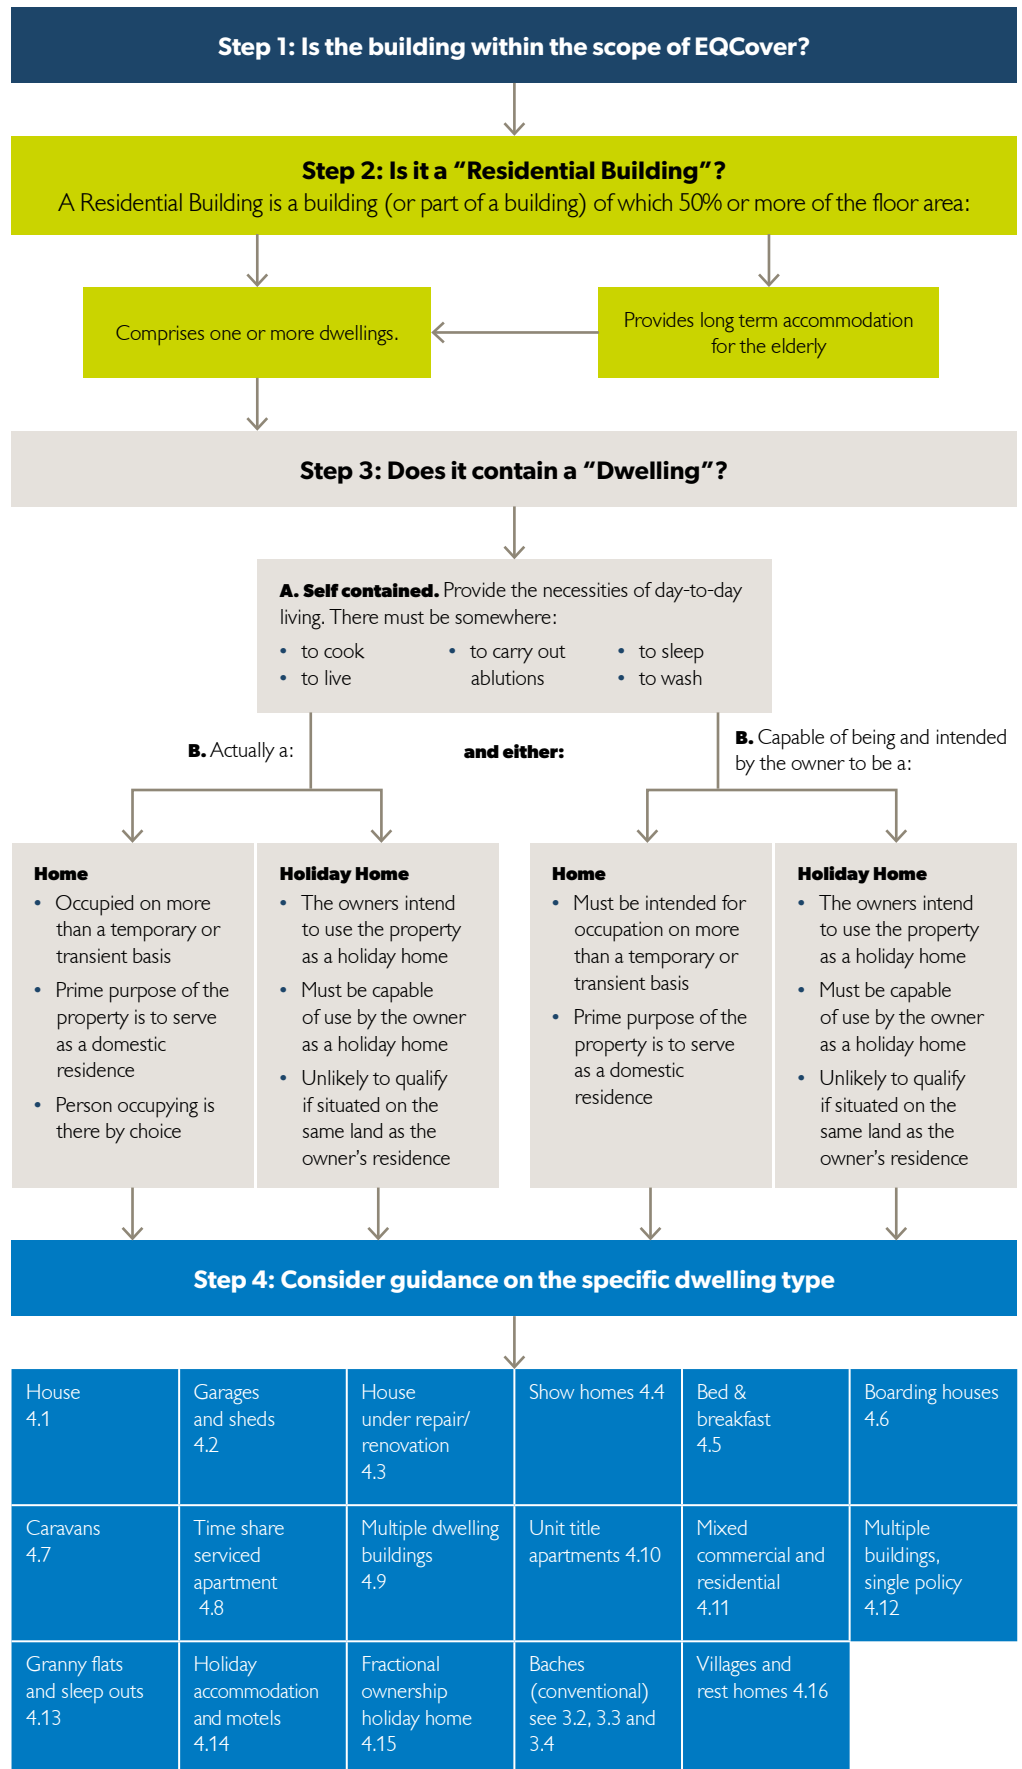 Step 1: Is the building within the scope of EQCover?
Step 2: Is it a “Residential Building”?
A Residential Building is a building (or part of a building) of which 50% or more of the floor area:
Comprises one or more dwellings.
Provides long term accommodation
for the elderly
Step 3: Does it contain a “Dwelling”?
A. Self contained. Provide the necessities of day-to-day
living. There must be somewhere:
• to cook
• to live
• to carry out
ablutions
• to sleep
• to wash
B. Actually a:
and either:
B. Capable of being and intended
by the owner to be a:
Home
• Occupied on more
than a temporary or
transient basis
• Prime purpose of the
property is to serve
as a domestic
residence
• Person occupying is
there by choice
Holiday Home
• The owners intend
to use the property
as a holiday home
• Must be capable
of use by the owner
as a holiday home
• Unlikely to qualify
if situated on the
same land as the
owner’s residence
Home
• Must be intended for
occupation on more
than a temporary or
transient basis
• Prime purpose of the
property is to serve
as a domestic
residence
Holiday Home
• The owners intend
to use the property
as a holiday home
• Must be capable
of use by the owner
as a holiday home
• Unlikely to qualify
if situated on the
same land as the
owner’s residence
Step 4: Consider guidance on the specific dwelling type
House
4.1
Garages
and sheds
4.2
House
under repair/
renovation
4.3
Show homes 4.4
Bed &
breakfast
4.5
Boarding houses
4.6
Caravans
4.7
Time share
serviced
apartment
4.8
Multiple dwelling
buildings
4.9
Unit title
apartments 4.10
Mixed
commercial and
residential
4.11
Multiple
buildings,
single policy
4.12
Granny flats
and sleep outs
4.13
Holiday
accommodation
and motels
4.14
Fractional
ownership
holiday home
4.15
Baches
(conventional)
see 3.2, 3.3 and
3.4
Villages and
rest homes 4.16